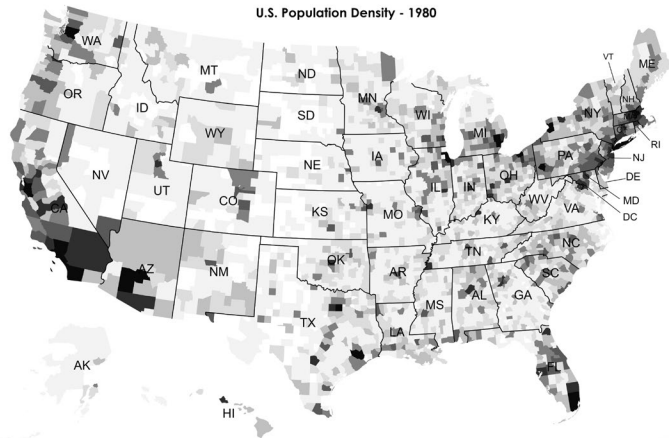 U.S. Population Density - 1980
WA
MT
ND
MN
VT
ME
OR
ID
SD
WI
MI
NY
NH
RI
WY
NE
IA
PA
NJ
NV
UT
CO
IL
IN
OH
DE
CA
KS
MO
WV
MD
KY
VA
DC
AZ
NM
OK
AR
TN
NC
SC
MS
AL
GA
TX
LA
FL
AK
HI